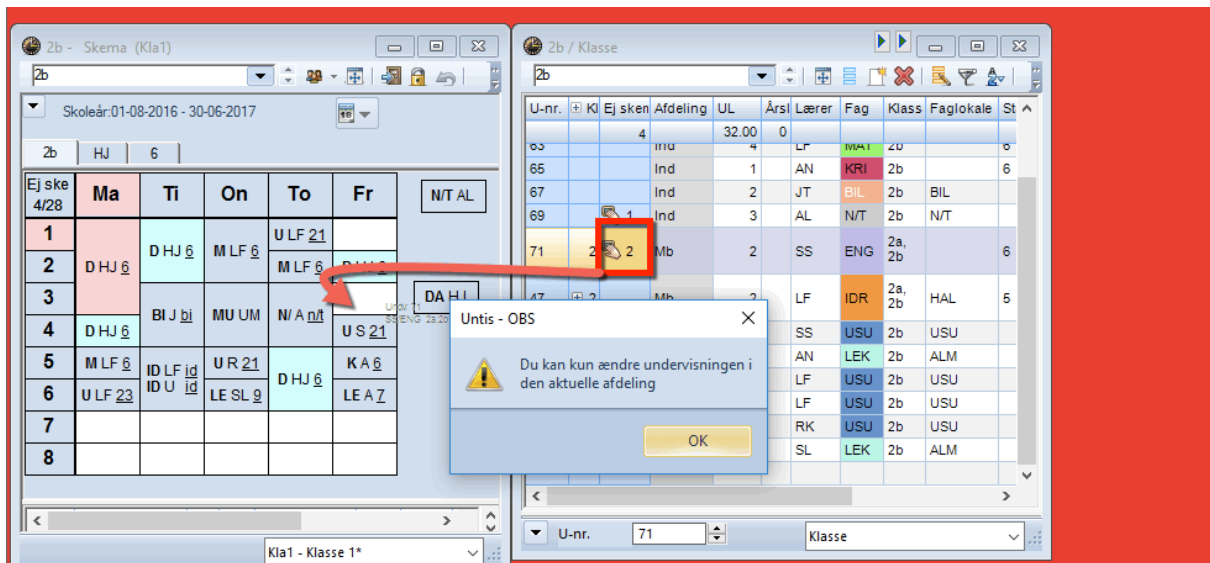 2b - Skema (Kla1)
2b
Skoleår:01-08-2016 - 30-06-2017
2b HJ 6
Ej ske 4/28 Ma Ti On To Fr
N/T AL
1 D HJ 6 D HJ 6 M LF 6 U LF 21
2 M LF 6
3 BI J bi MU UM N/ A n/t
DA HJ
4 D HJ 6 U S 21
5 M LF 6 ID LF id U R 21 D HJ 6 K A 6
6 U LF 23 ID U id LE SL 9 LE A 7
7
8
Kla1 - Klasse 1*
2b / Klasse
2b
U-nr. Kl Ej sken Afdeling UL Årsl Lærer Fag Klass Faglokale St
4 32.00 0
63 Ind 4 LF MAT 2b 6
65 Ind 1 AN KRI 2b 6
67 Ind 2 JT BIL 2b BIL
69 1 Ind 3 AL N/T 2b N/T
71 2 2 Mb 2 SS ENG 2a, 2b 6
47 2 Mb 2 LF IDR 2a, 2b HAL 5
SS USU 2b USU
AN LEK 2b ALM
LF USU 2b USU
LF USU 2b USU
RK USU 2b USU
SL LEK 2b ALM
U-nr. 71 Klasse
Untis - OBS
Du kan kun ændre undervisningen i
den aktuelle afdeling
OK